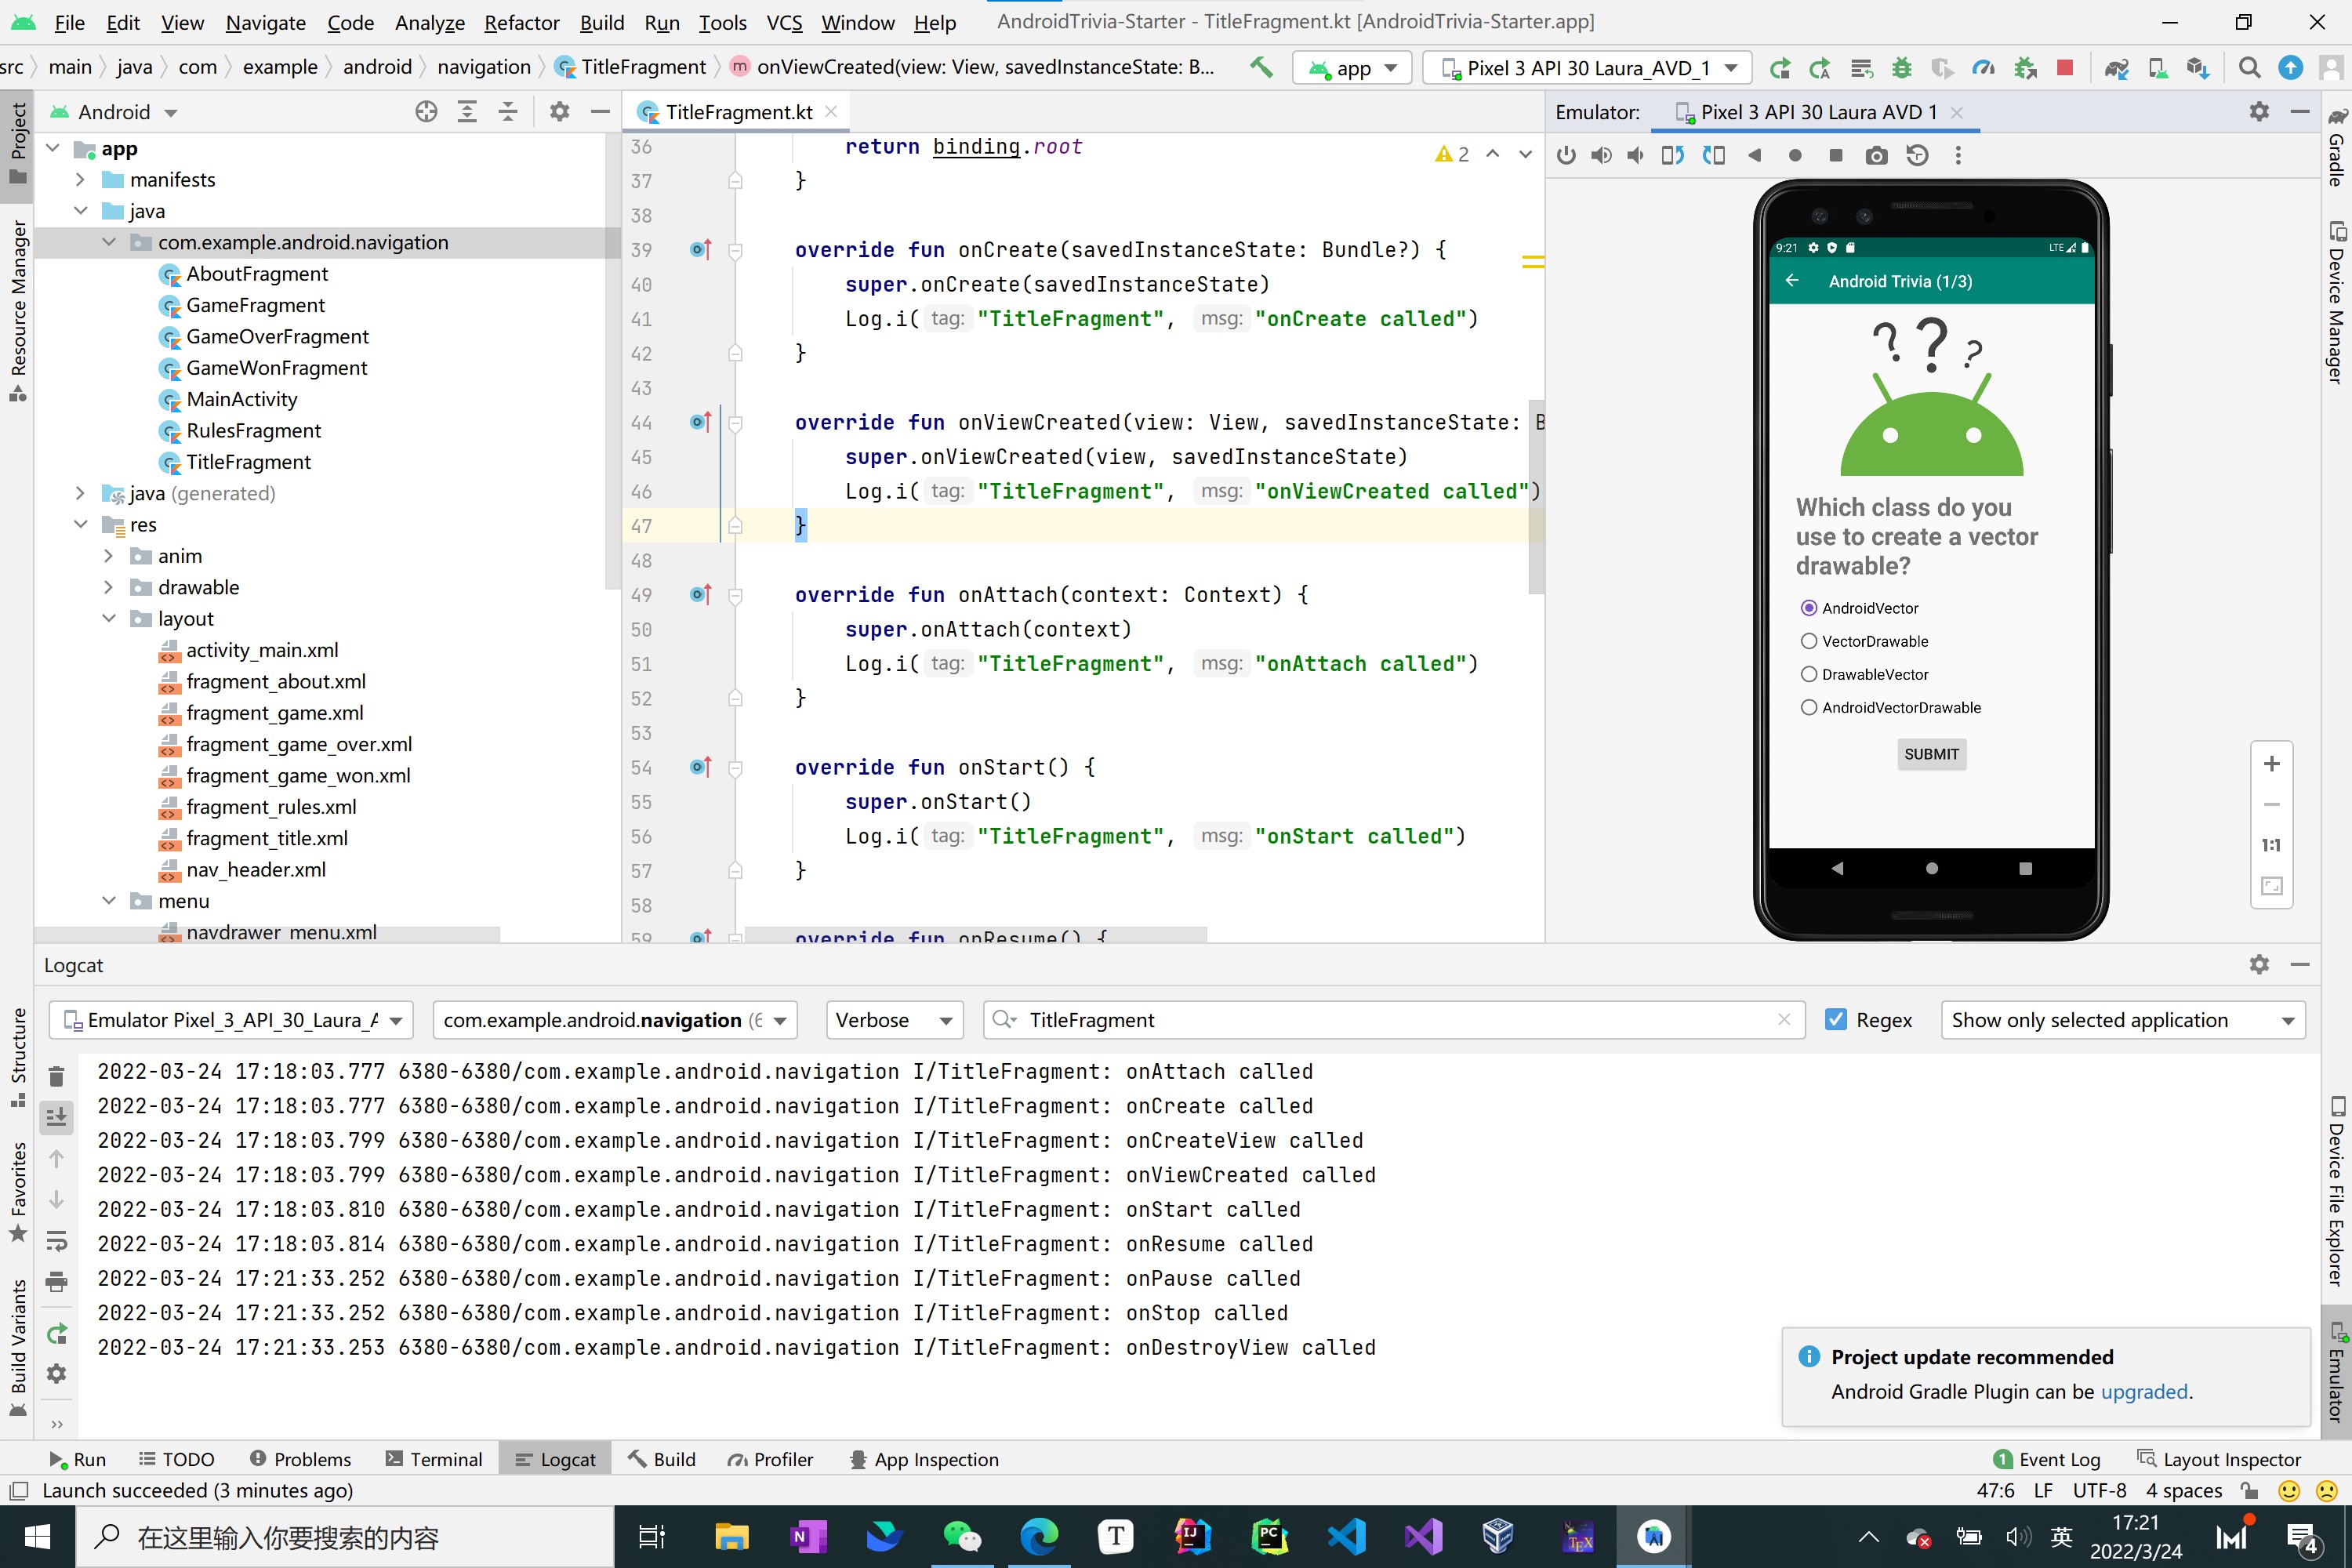 File Edit View Navigate Code Analyze Refactor Build Run Tools VCS Window Help AndroidTrivia-Starter - TitleFragment.kt [AndroidTrivia-Starter.app]
src main java com example android navigation TitleFragment m onViewCreated(view: View, savedInstanceState: B... app Pixel 3 API 30 Laura_AVD_1
Project
Resource Manager
Structure
Favorites
Build Variants
Android
app
manifests
java
com.example.android.navigation
AboutFragment
GameFragment
GameOverFragment
GameWonFragment
MainActivity
RulesFragment
TitleFragment
java (generated)
res
anim
drawable
layout
activity_main.xml
fragment_about.xml
fragment_game.xml
fragment_game_over.xml
fragment_game_won.xml
fragment_rules.xml
fragment_title.xml
nav_header.xml
menu
navdrawer_menu.xml
TitleFragment.kt
2
36 return binding.root
37 }
38
39 override fun onCreate(savedInstanceState: Bundle?) {
40 super.onCreate(savedInstanceState)
41 Log.i( tag: "TitleFragment", msg: "onCreate called")
42 }
43
44 override fun onViewCreated(view: View, savedInstanceState: B
45 super.onViewCreated(view, savedInstanceState)
46 Log.i( tag: "TitleFragment", msg: "onViewCreated called")
47 }
48
49 override fun onAttach(context: Context) {
50 super.onAttach(context)
51 Log.i( tag: "TitleFragment", msg: "onAttach called")
52 }
53
54 override fun onStart() {
55 super.onStart()
56 Log.i( tag: "TitleFragment", msg: "onStart called")
57 }
58
59 override fun onResume() {
Emulator: Pixel 3 API 30 Laura AVD 1
9:21 LTE
Android Trivia (1/3)
? ? ?
Which class do you
use to create a vector
drawable?
AndroidVector
VectorDrawable
DrawableVector
AndroidVectorDrawable
SUBMIT
1:1
Gradle
Device Manager
Device File Explorer
Emulator
Logcat
Emulator Pixel_3_API_30_Laura_A com.example.android.navigation (6 Verbose TitleFragment Regex Show only selected application
2022-03-24 17:18:03.777 6380-6380/com.example.android.navigation I/TitleFragment: onAttach called
2022-03-24 17:18:03.777 6380-6380/com.example.android.navigation I/TitleFragment: onCreate called
2022-03-24 17:18:03.799 6380-6380/com.example.android.navigation I/TitleFragment: onCreateView called
2022-03-24 17:18:03.799 6380-6380/com.example.android.navigation I/TitleFragment: onViewCreated called
2022-03-24 17:18:03.810 6380-6380/com.example.android.navigation I/TitleFragment: onStart called
2022-03-24 17:18:03.814 6380-6380/com.example.android.navigation I/TitleFragment: onResume called
2022-03-24 17:21:33.252 6380-6380/com.example.android.navigation I/TitleFragment: onPause called
2022-03-24 17:21:33.252 6380-6380/com.example.android.navigation I/TitleFragment: onStop called
2022-03-24 17:21:33.253 6380-6380/com.example.android.navigation I/TitleFragment: onDestroyView called
Project update recommended
Android Gradle Plugin can be upgraded.
Run TODO Problems Terminal Logcat Build Profiler App Inspection 1 Event Log Layout Inspector
Launch succeeded (3 minutes ago) 47:6 LF UTF-8 4 spaces
在这里输入你要搜索的内容 N T IJ PC TEX 英 17:21 4
2022/3/24